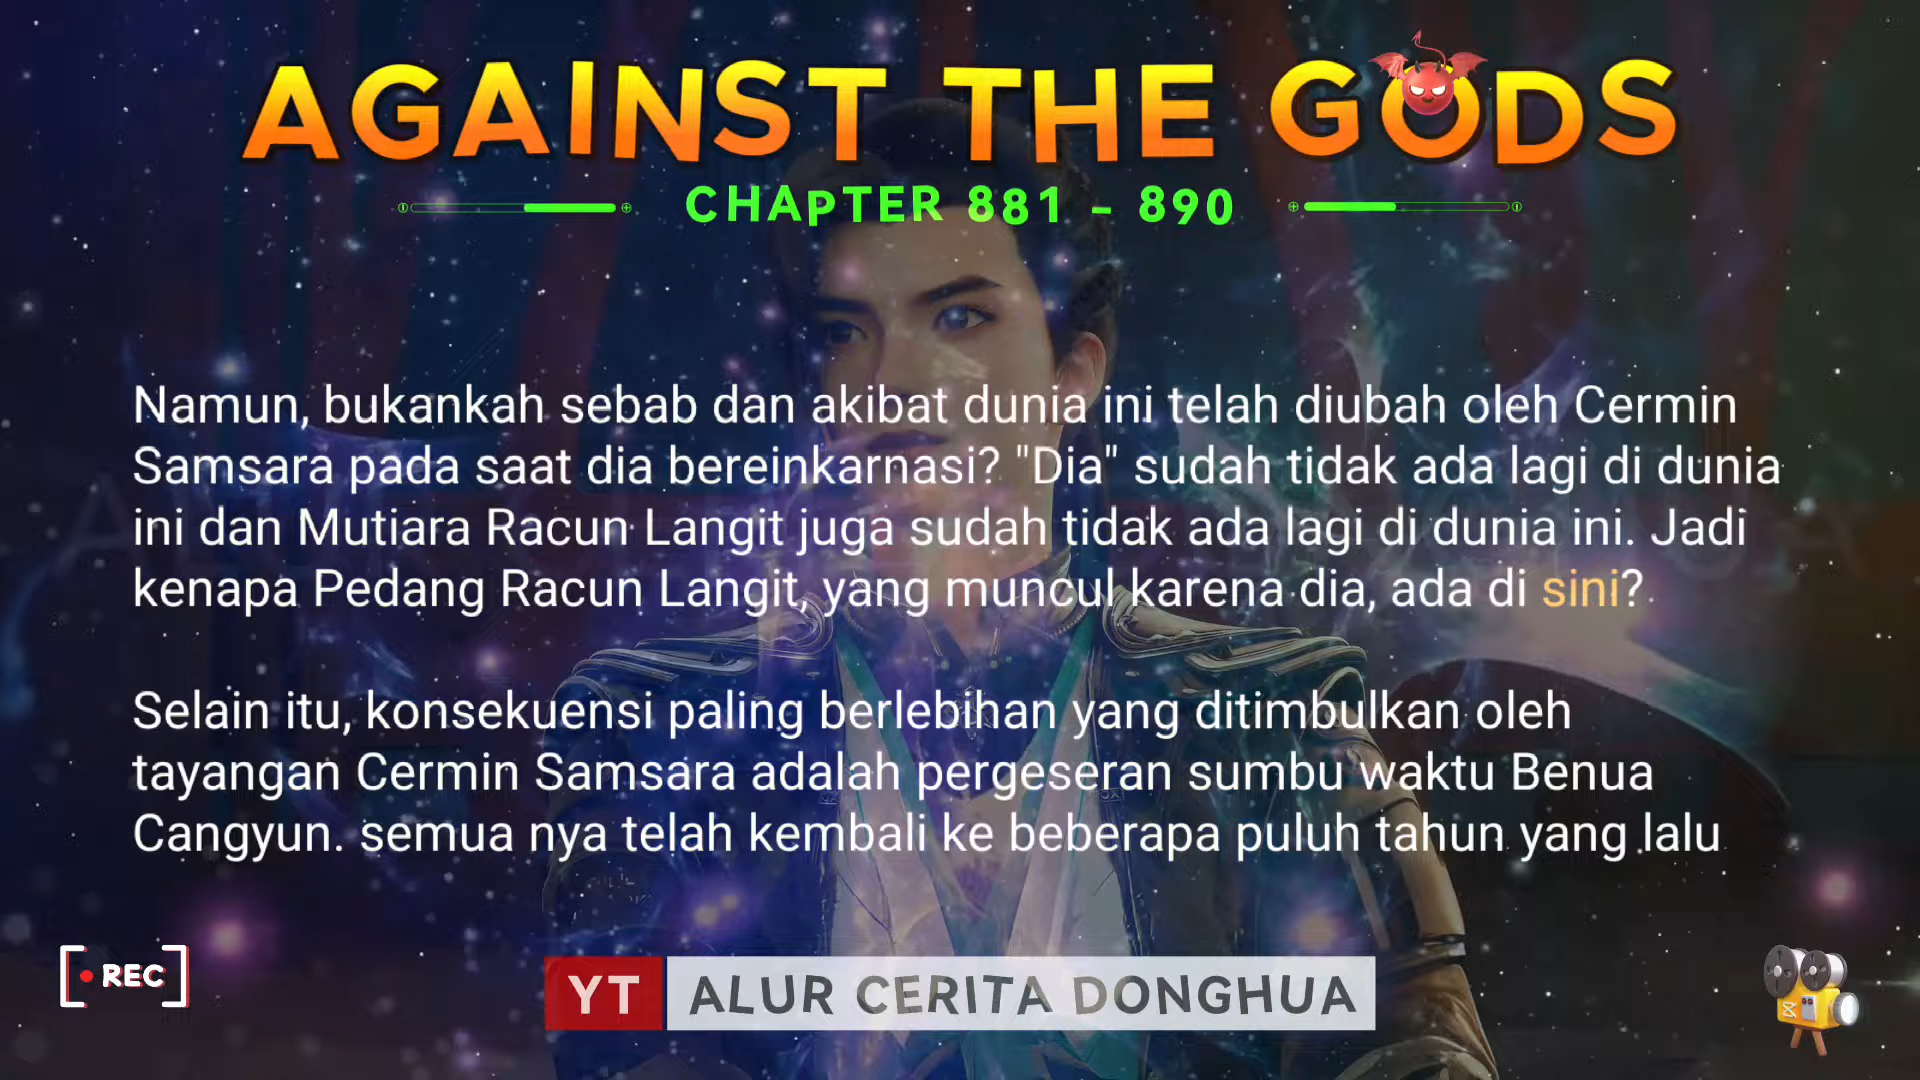 AGAINST THE GODS
CHAPTER 881 - 890
Namun, bukankah sebab dan akibat dunia ini telah diubah oleh Cermin
Samsara pada saat dia bereinkarnasi? "Dia" sudah tidak ada lagi di dunia
ini dan Mutiara Racun Langit juga sudah tidak ada lagi di dunia ini. Jadi
kenapa Pedang Racun Langit, yang muncul karena dia, ada di sini?
Selain itu, konsekuensi paling berlebihan yang ditimbulkan oleh
tayangan Cermin Samsara adalah pergeseran sumbu waktu Benua
Cangyun. semua nya telah kembali ke beberapa puluh tahun yang lalu
REC
YT ALUR CERITA DONGHUA